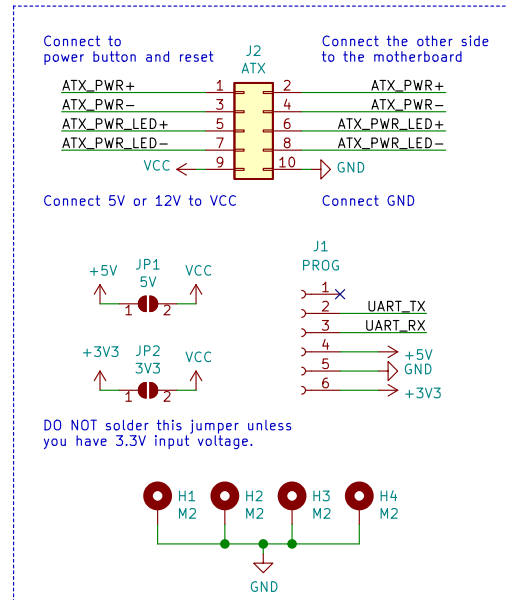 Connect to
power button and reset
Connect the other side
to the motherboard
J2
ATX
ATX_PWR+ 1 2 ATX_PWR+
ATX_PWR- 3 4 ATX_PWR-
ATX_PWR_LED+ 5 6 ATX_PWR_LED+
ATX_PWR_LED- 7 8 ATX_PWR_LED-
VCC 9 10 GND
Connect 5V or 12V to VCC
Connect GND
+5V JP1 VCC
5V
1 2
+3V3 JP2 VCC
3V3
1 2
J1
PROG
1
2 UART_TX
3 UART_RX
4 +5V
5 GND
6 +3V3
DO NOT solder this jumper unless
you have 3.3V input voltage.
H1 H2 H3 H4
M2 M2 M2 M2
GND